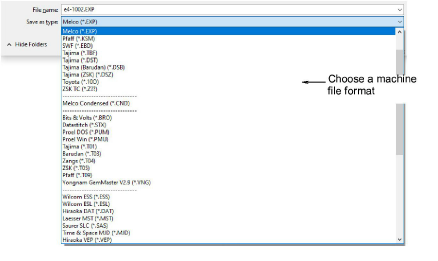 File name: e4-1002.EXP
Save as type: Melco (*.EXP)
Hide Folders
Melco (*.EXP)
Pfaff (*.KSM)
SWF (*.EBD)
Tajima (*.TBF)
Tajima (*.DST)
Tajima (Barudan) (*.DSB)
Tajima (ZSK) (*.DSZ)
Toyota (*.10O)
ZSK TC (*.Z??)
Melco Condensed (*.CND)
Bits & Volts (*.BRO)
Datastitch (*.STX)
Proel DOS (*.PUM)
Proel Win (*.PMU)
Tajima (*.T01)
Barudan (*.T03)
Zangs (*.T04)
ZSK (*.T05)
Pfaff (*.T09)
Yongnam GemMaster V2.9 (*.YNG)
Wilcom ESS (*.ESS)
Wilcom ESL (*.ESL)
Hiraoka DAT (*.DAT)
Laesser MST (*.MST)
Saurer SLC (*.SAS)
Time & Space MJD (*.MJD)
Hiraoka VEP (*.VEP)
Choose a machine
file format